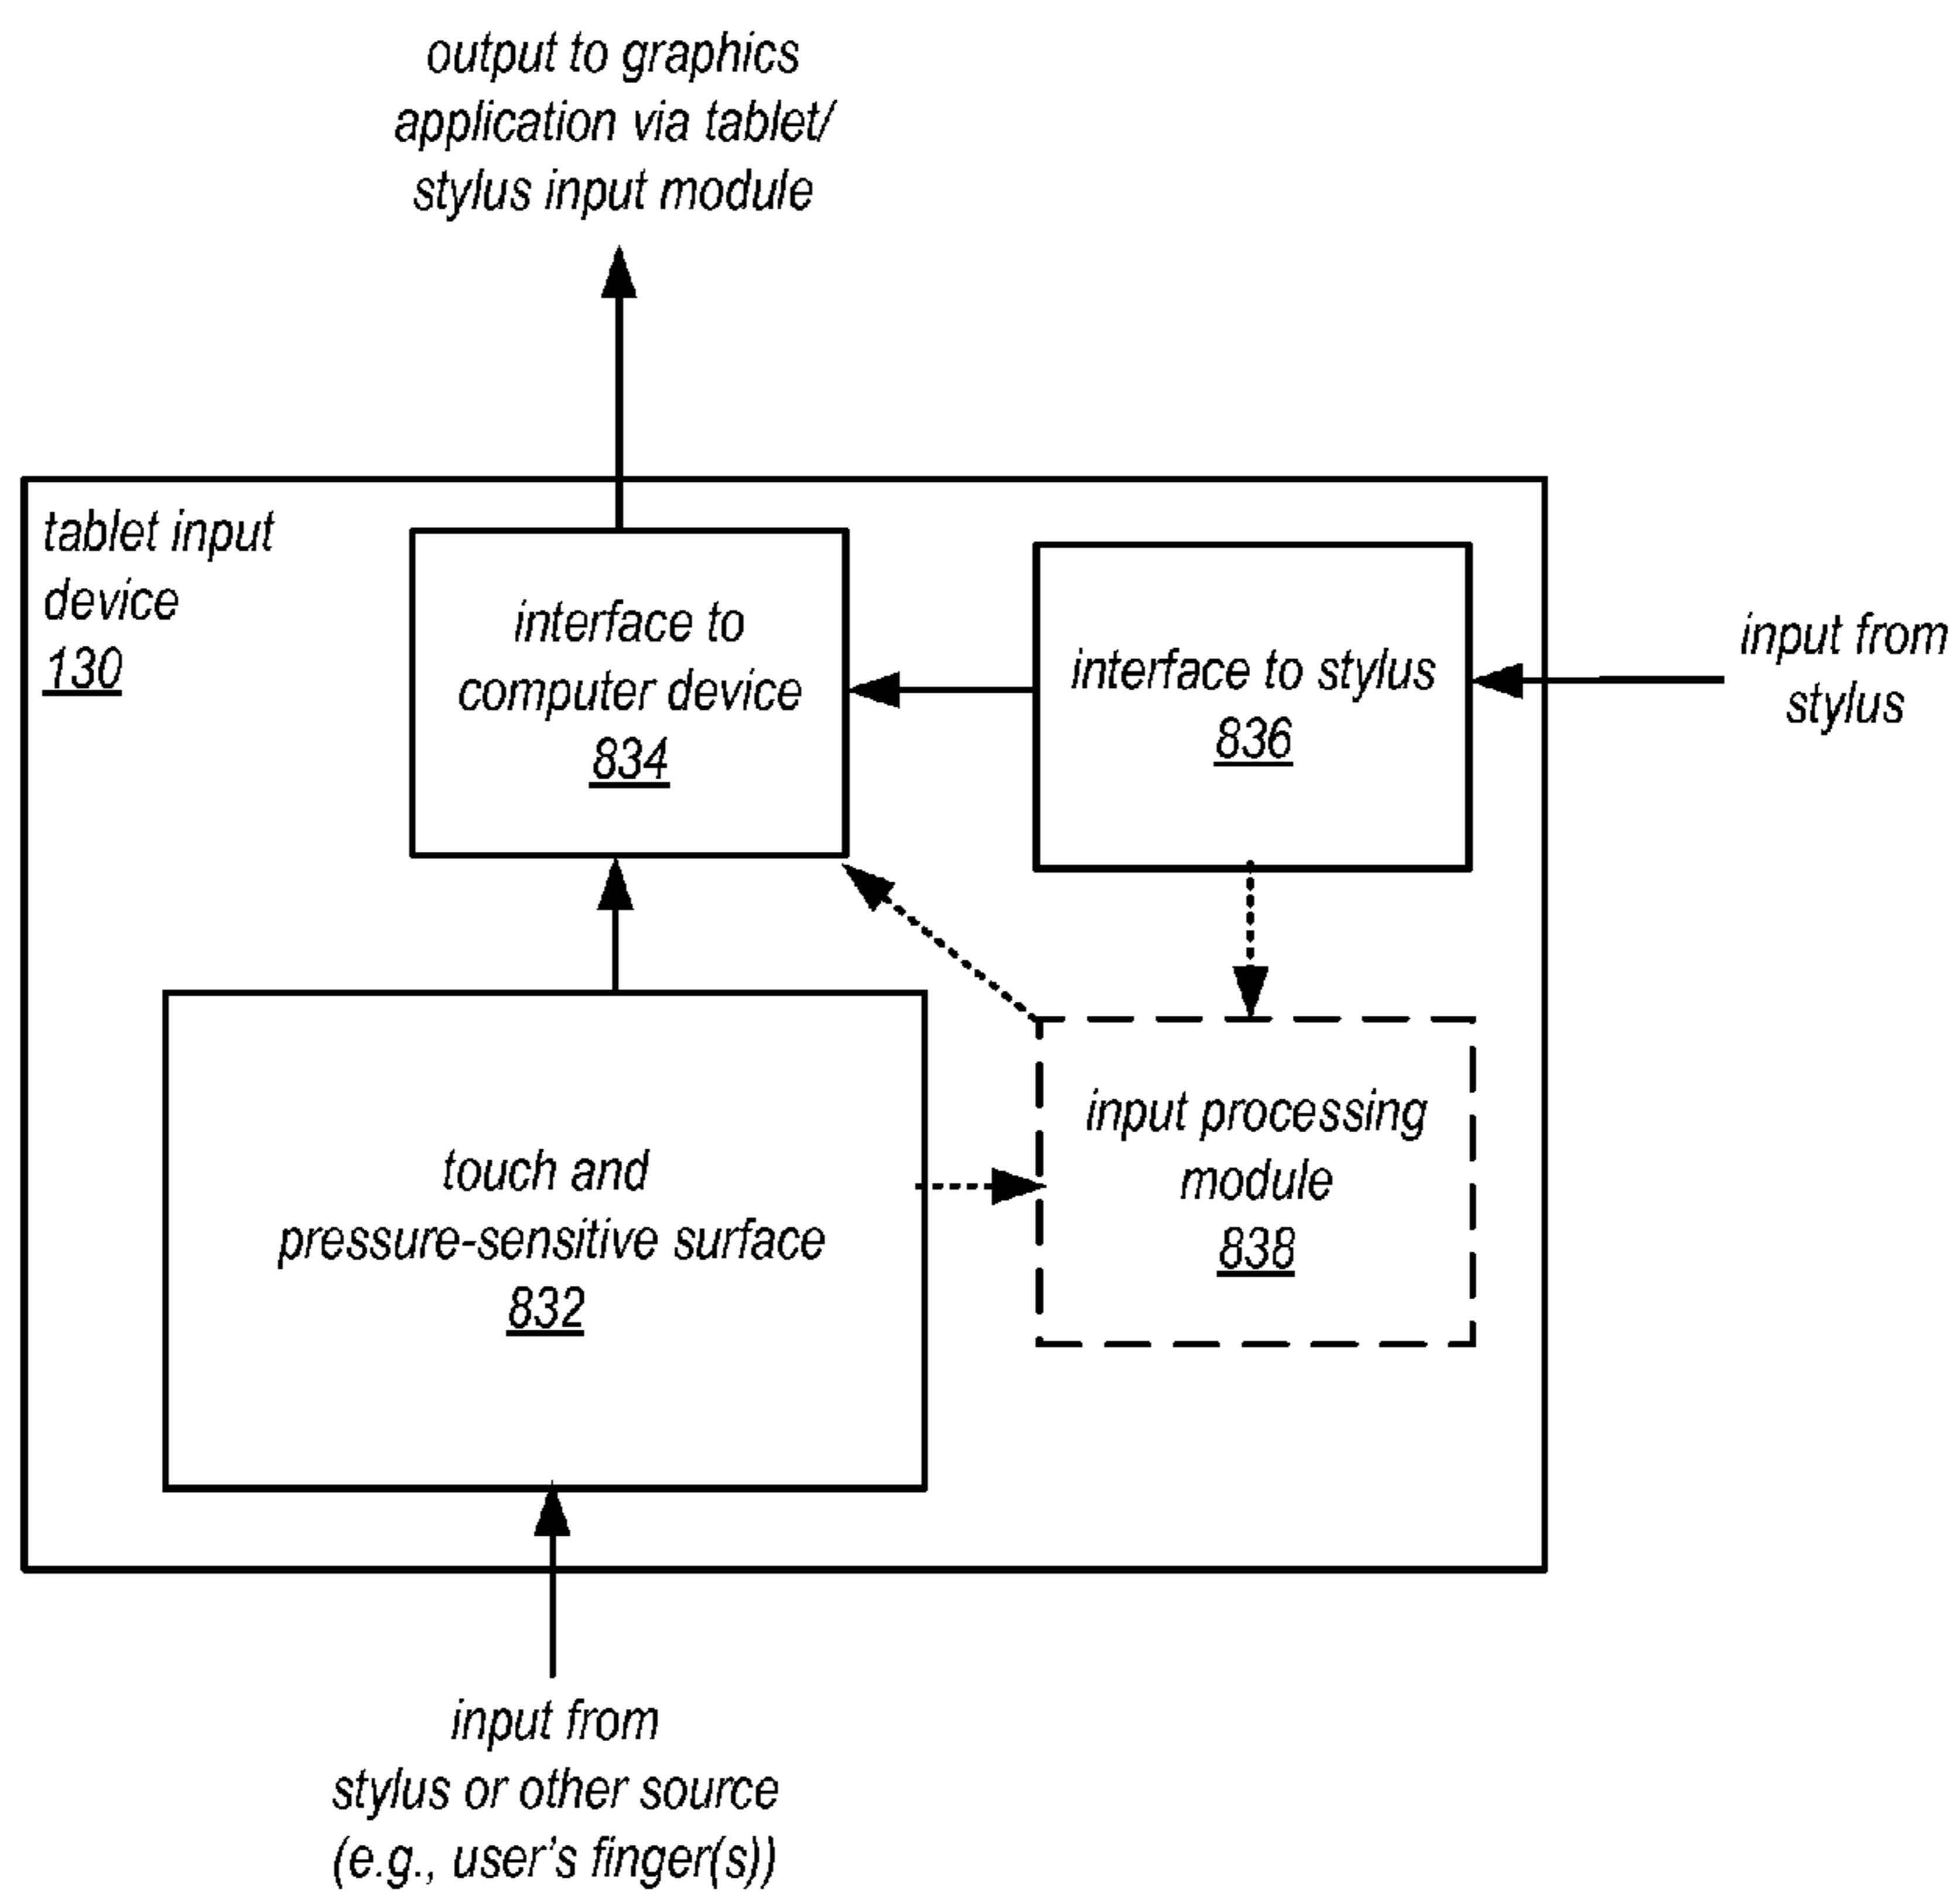 output to graphics
application via tablet/
stylus input module
tablet input
device
130
interface to
computer device
834
interface to stylus
836
input from
stylus
touch and
pressure-sensitive surface
832
input processing
module
838
input from
stylus or other source
(e.g., user's finger(s))